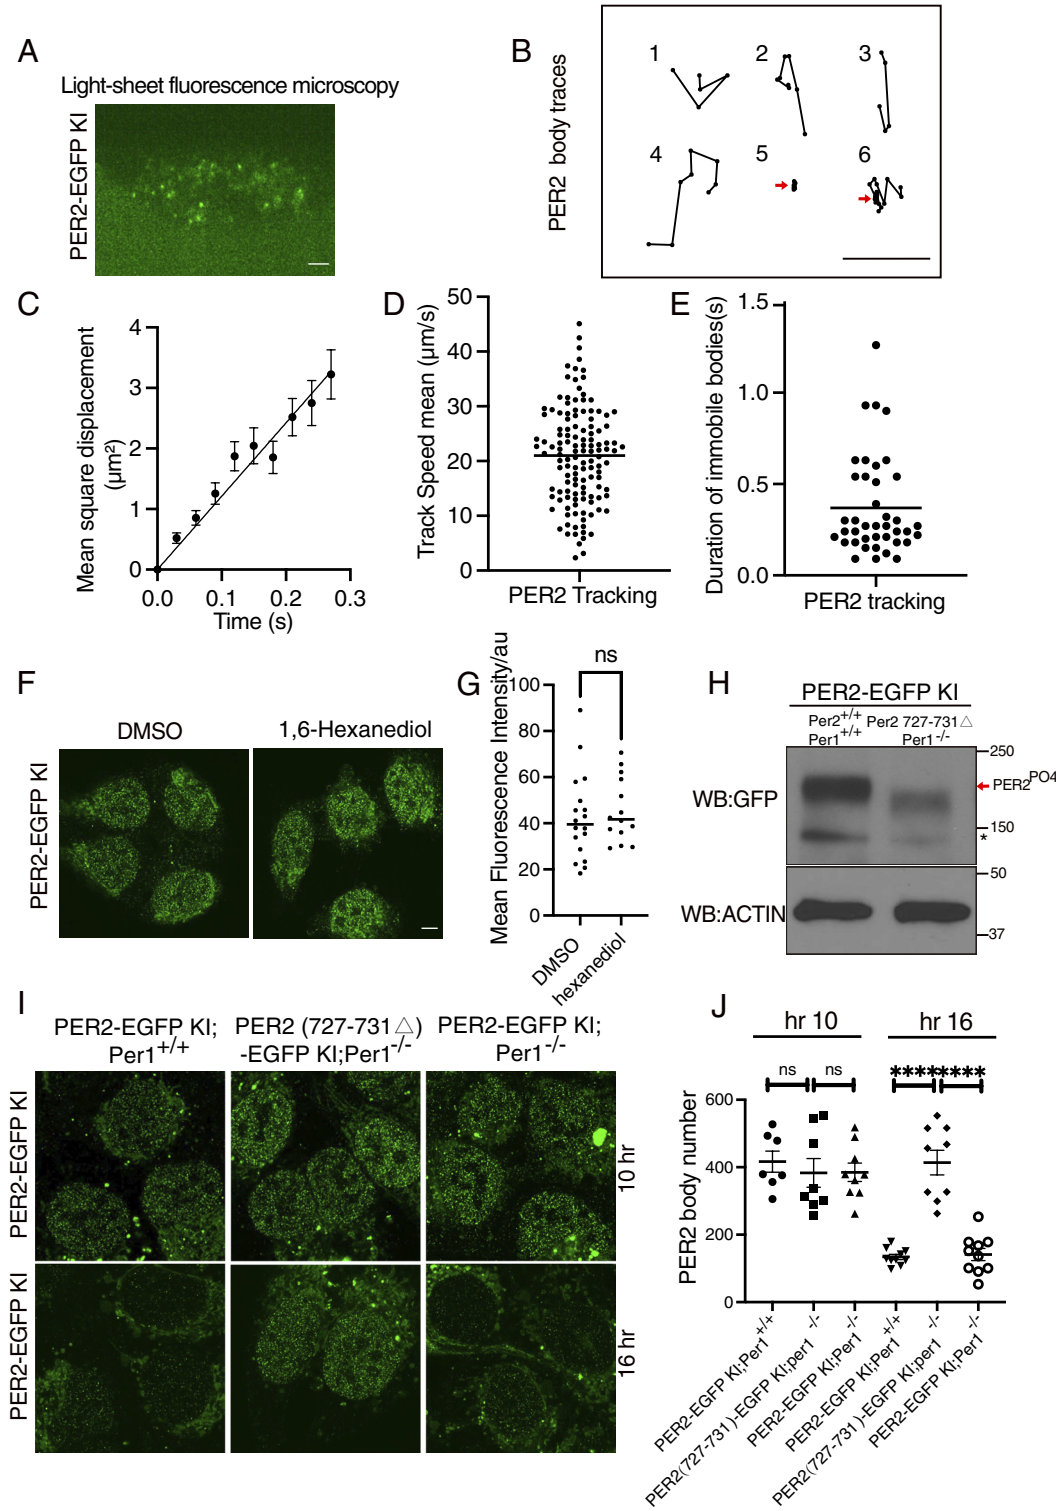 A
Light-sheet fluorescence microscopy
PER2-EGFP KI
B
PER2 body traces
1
2
3
4
5
6
C
Mean square displacement
(µm²)
4
3
2
1
0
0.0
0.1
0.2
0.3
Time (s)
D
Track Speed mean (µm/s)
50
40
30
20
10
0
PER2 Tracking
E
Duration of immobile bodies(s)
1.5
1.0
0.5
0.0
PER2 tracking
F
DMSO
1,6-Hexanediol
PER2-EGFP KI
G
Mean Fluorescence Intensity/au
ns
100
80
60
40
20
0
DMSO
hexanediol
H
PER2-EGFP KI
Per2+/+ Per2 727-731△
Per1+/+ Per1-/-
WB:GFP
250
PER2PO4
150
*
50
WB:ACTIN
37
I
PER2-EGFP KI; PER2 (727-731△) PER2-EGFP KI;
Per1+/+ -EGFP KI;Per1-/- Per1-/-
PER2-EGFP KI
10 hr
PER2-EGFP KI
16 hr
J
hr 10
hr 16
ns
ns
****
****
PER2 body number
600
400
200
0
PER2-EGFP KI;Per1+/+
PER2(727-731)-EGFP KI;per1-/-
PER2-EGFP KI;Per1-/-
PER2-EGFP KI;Per1+/+
PER2(727-731)-EGFP KI;per1-/-
PER2-EGFP KI;Per1-/-